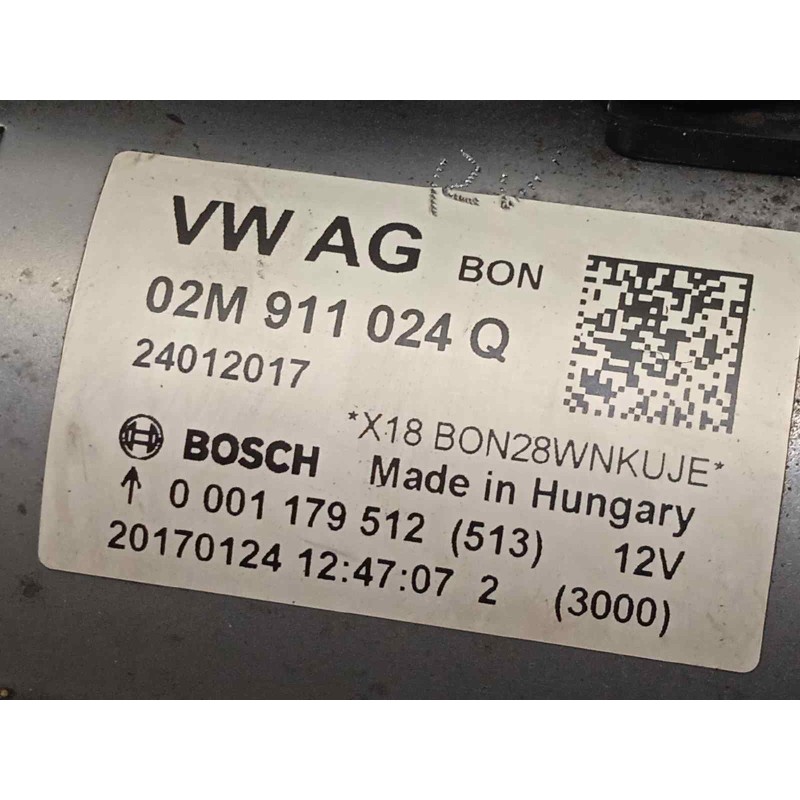 VW AG BON
02M 911 024 Q
24012017
*X18 BON28WNKUJE*
BOSCH
Made in Hungary
↑ 0 001 179 512 (513) 12V
20170124 12:47:07 2 (3000)